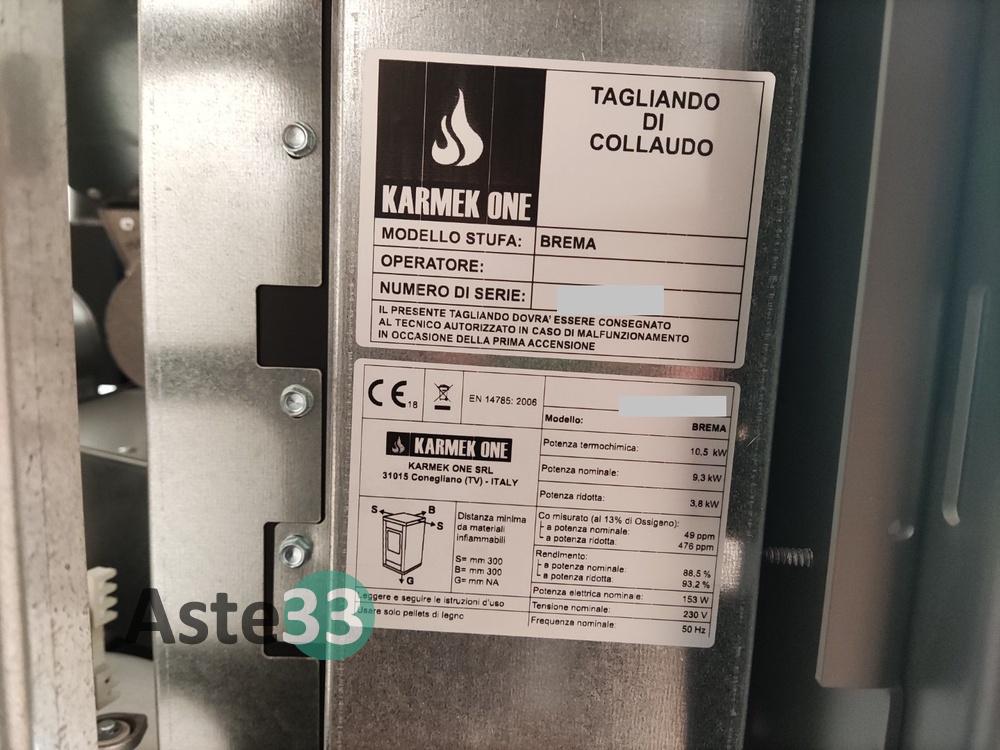 KARMEK ONE
TAGLIANDO
DI
COLLAUDO
MODELLO STUFA: BREMA
OPERATORE:
NUMERO DI SERIE:
IL PRESENTE TAGLIANDO DOVRA' ESSERE CONSEGNATO
AL TECNICO AUTORIZZATO IN CASO DI MALFUNZIONAMENTO
IN OCCASIONE DELLA PRIMA ACCENSIONE
CE 18
EN 14785: 2006
KARMEK ONE
KARMEK ONE SRL
31015 Conegliano (TV) - ITALY
S B
S
G
Distanza minima
da materiali
infiammabili
S= mm 300
B= mm 300
G= mm NA
Leggere e seguire le istruzioni d'uso
Usare solo pellets di legno
Modello: BREMA
Potenza termochimica: 10,5 kW
Potenza nominale: 9,3 kW
Potenza ridotta: 3,8 kW
Co misurato (al 13% di Ossigeno):
a potenza nominale: 49 ppm
a potenza ridotta: 476 ppm
Rendimento:
a potenza nominale: 88,5 %
a potenza ridotta: 93,2 %
Potenza elettrica nominale: 153 W
Tensione nominale: 230 V
Frequenza nominale: 50 Hz
Aste33